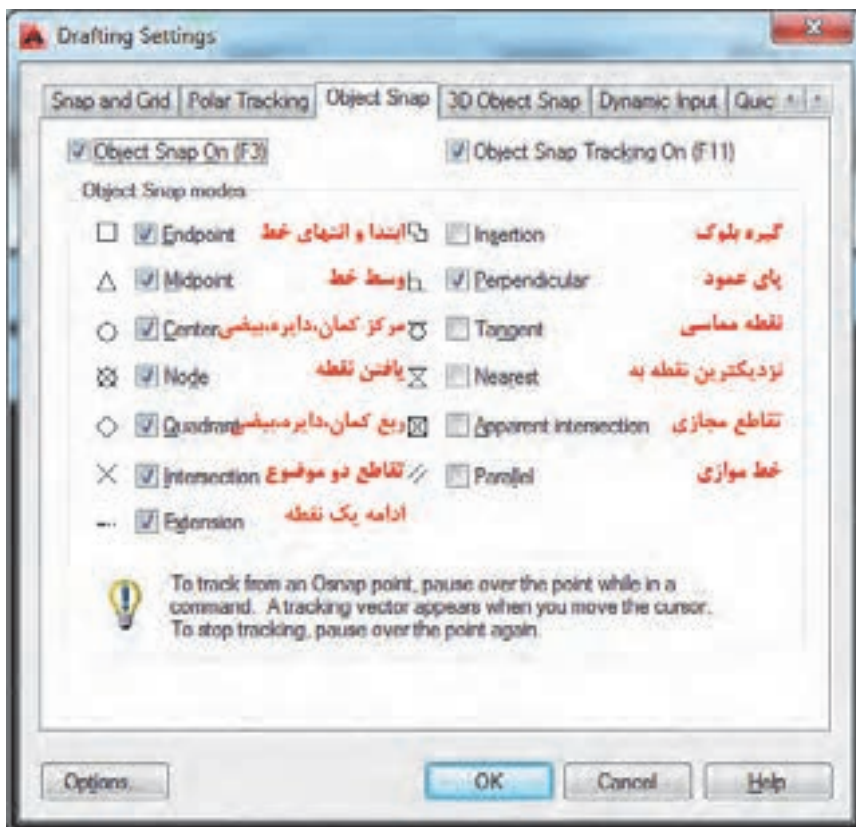 Drafting Settings
Snap and Grid Polar Tracking Object Snap 3D Object Snap Dynamic Input Quic
Object Snap On (F3) Object Snap Tracking On (F11)
Object Snap modes
Endpoint ابتدا و انتهای خط Insertion گیره بلوک
Midpoint وسط خط Perpendicular پای عمود
Center مرکز کمان،دایره،بیضی Tangent نقطه مماسی
Node یافتن نقطه Nearest نزدیکترین نقطه به
Quadrant ربع کمان،دایره،بیضی Apparent intersection تقاطع مجازی
Intersection تقاطع دو موضوع Parallel خط موازی
Extension ادامه یک نقطه
To track from an Osnap point, pause over the point while in a
command. A tracking vector appears when you move the cursor.
To stop tracking, pause over the point again.
Options... OK Cancel Help